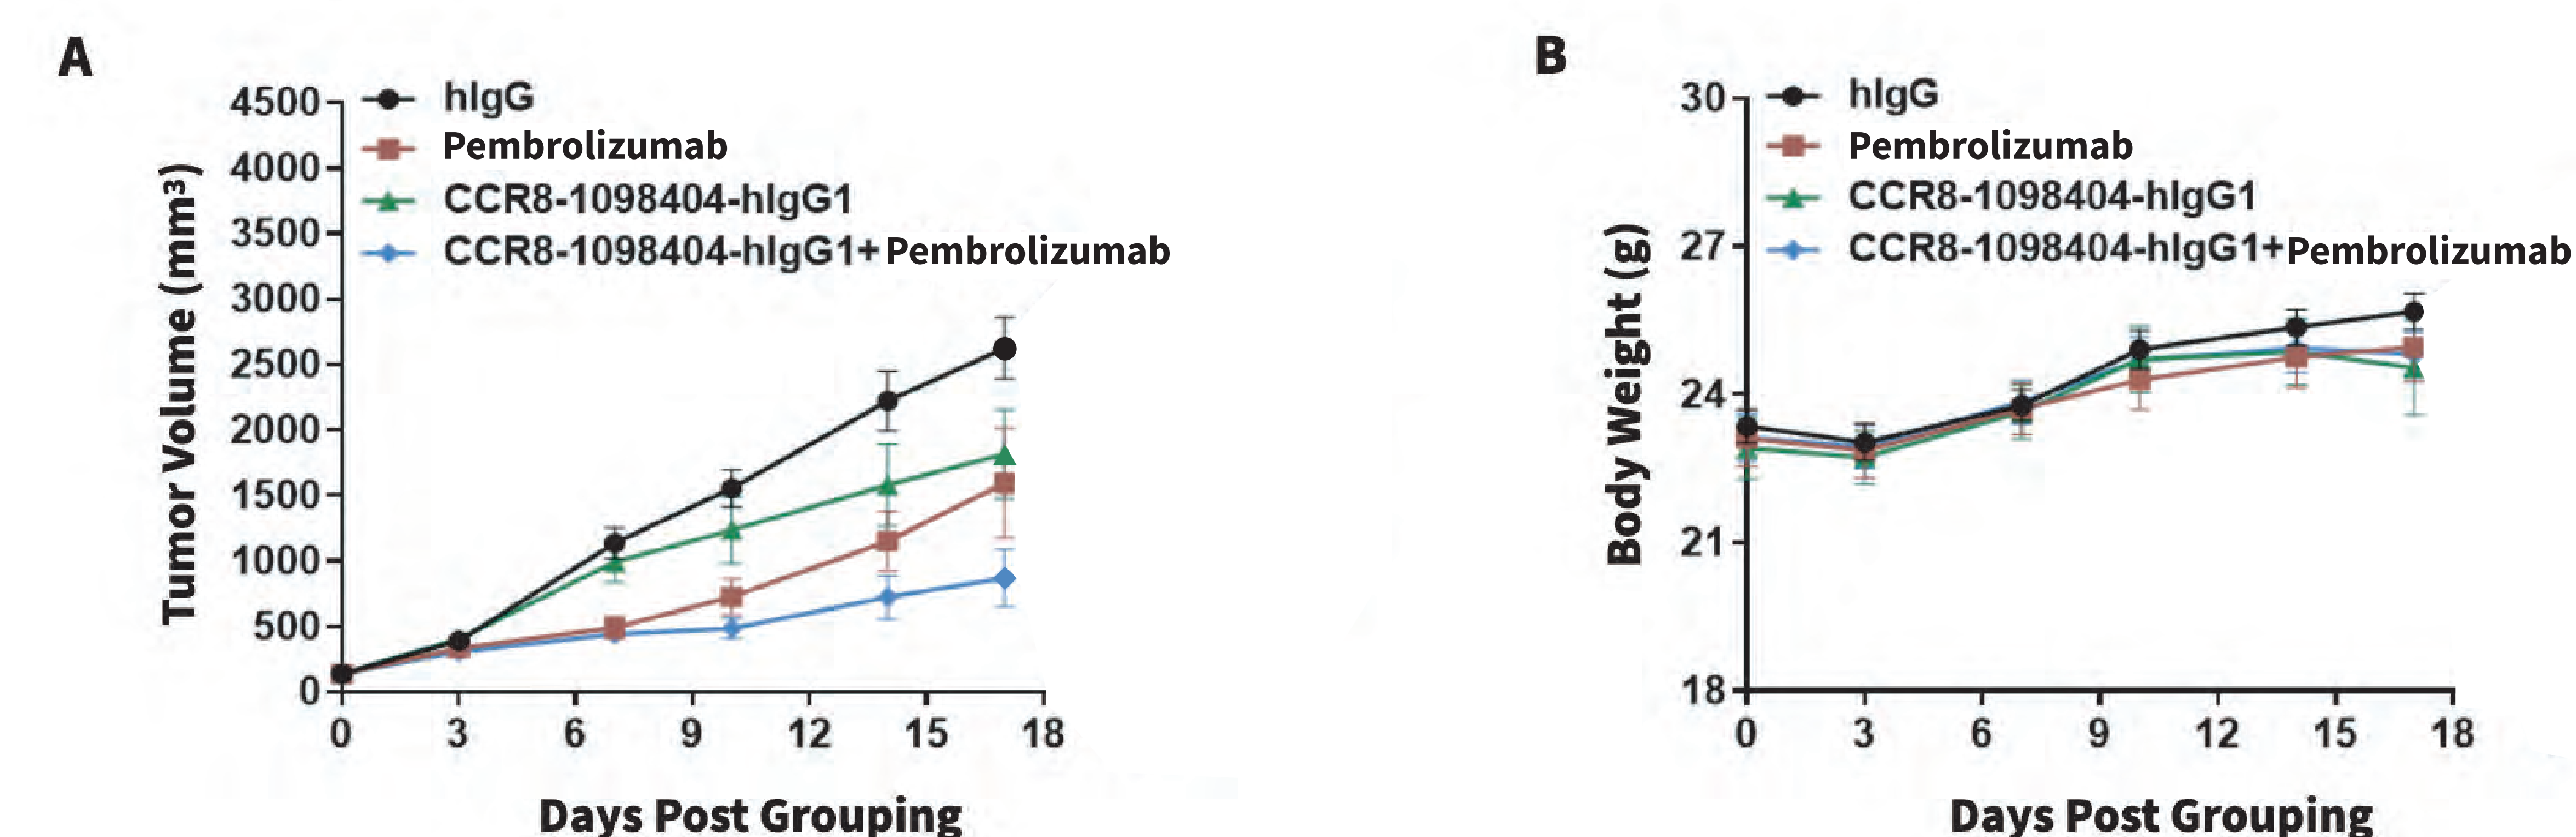 A
Tumor Volume (mm³)
4500
4000
3500
3000
2500
2000
1500
1000
500
0
hIgG
Pembrolizumab
CCR8-1098404-hIgG1
CCR8-1098404-hIgG1+Pembrolizumab
0 3 6 9 12 15 18
Days Post Grouping
B
Body Weight (g)
30
27
24
21
18
hIgG
Pembrolizumab
CCR8-1098404-hIgG1
CCR8-1098404-hIgG1+Pembrolizumab
0 3 6 9 12 15 18
Days Post Grouping